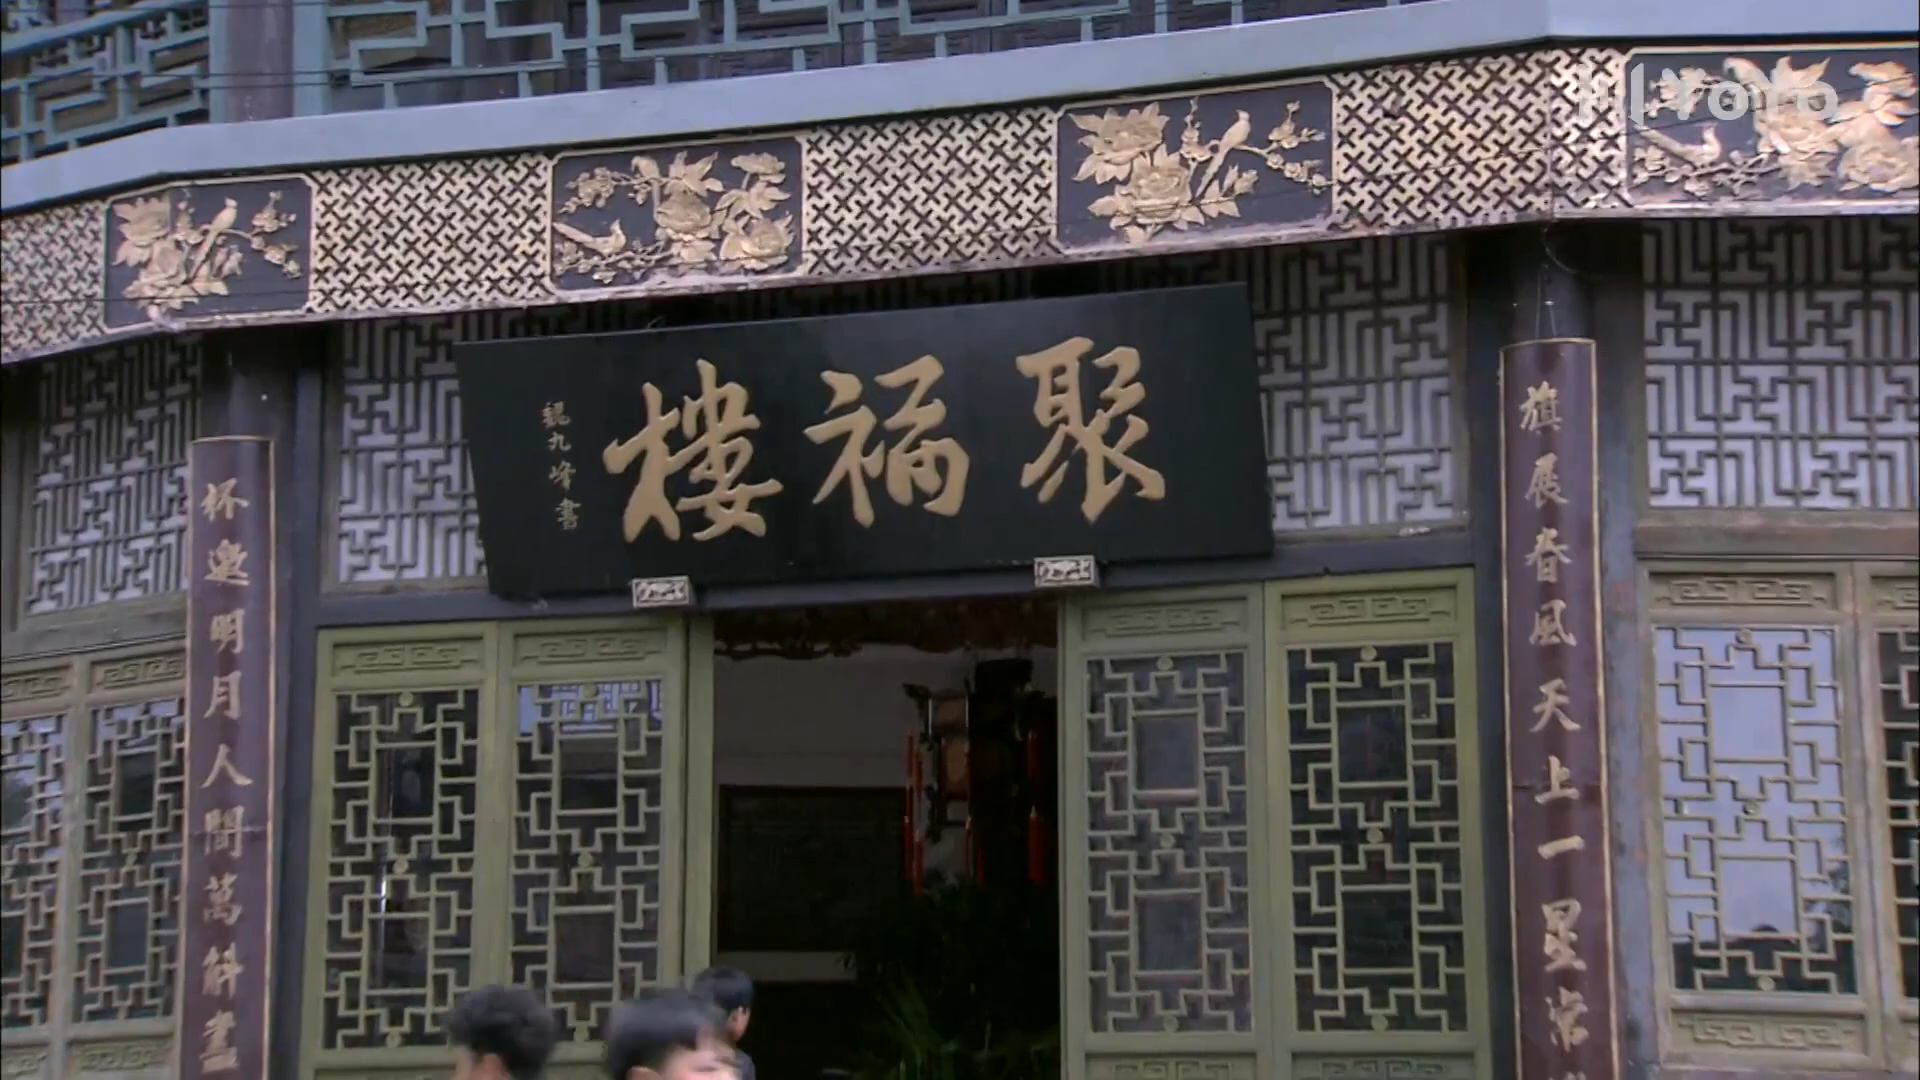 聚福樓
魏九峰書
旗展春風天上一星常
杯邀明月人間萬斛盡
yoyo